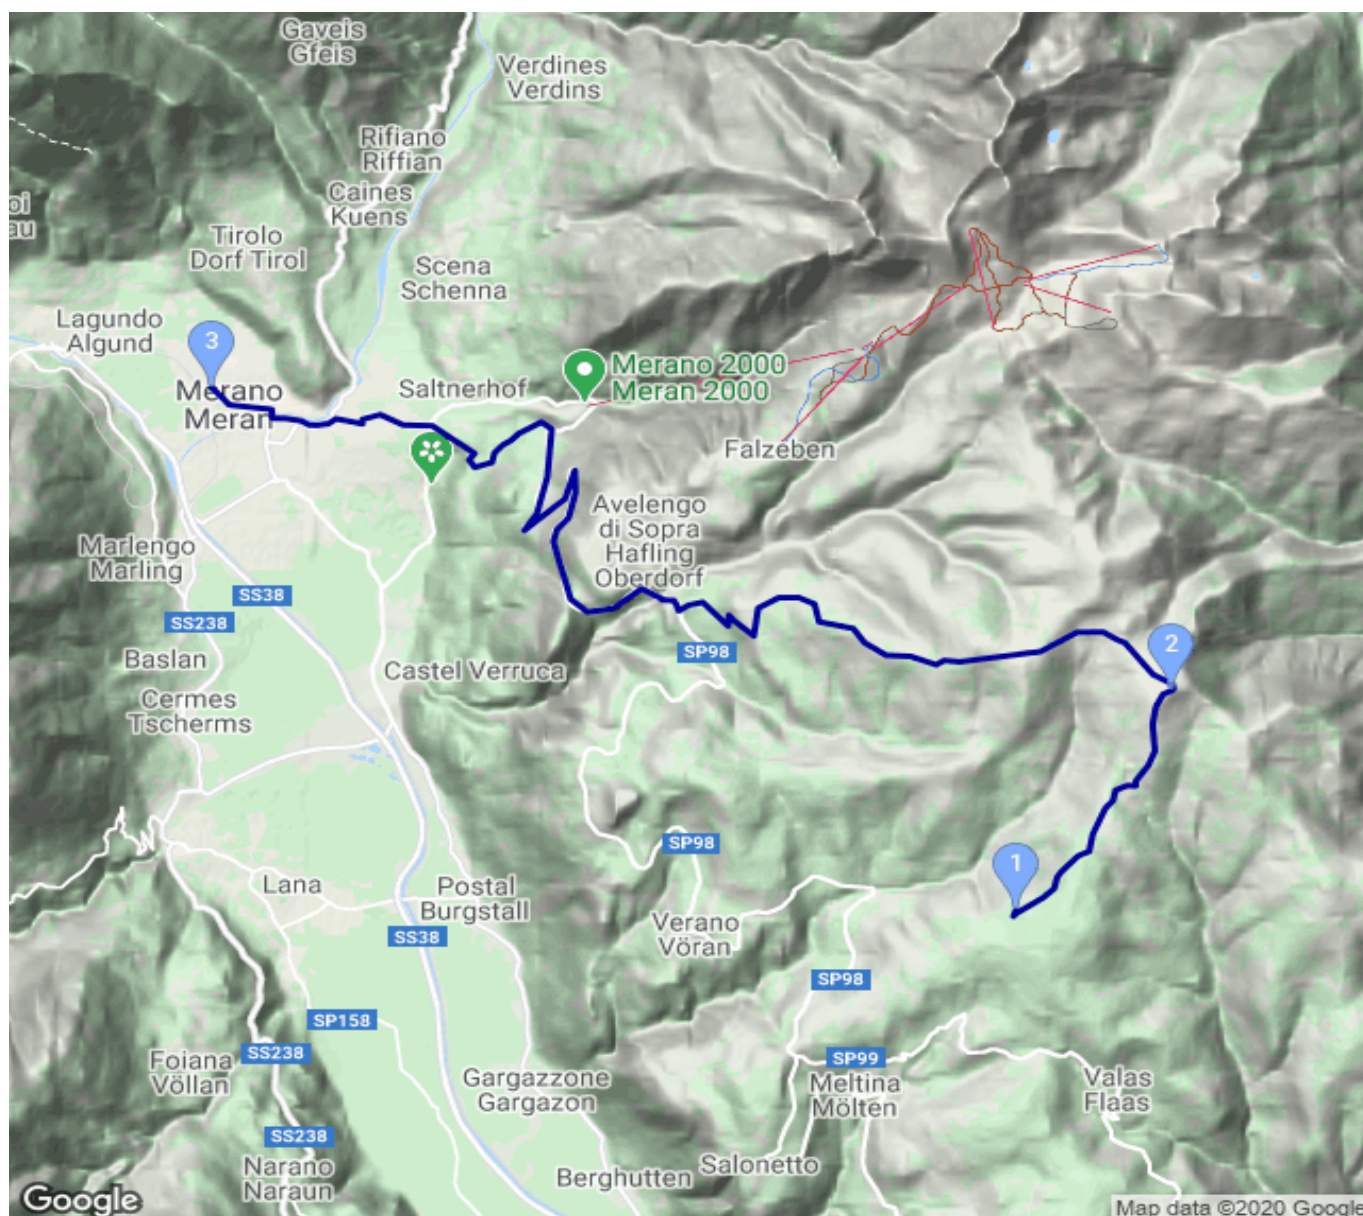 Gaveis
Gfeis
Verdines
Verdins
Rifiano
Riffian
Caines
Kuens
oi
au
Tirolo
Dorf Tirol
Scena
Schenna
Lagundo
Algund
3
Merano
Meran
Saltnerhof
Merano 2000
Meran 2000
Falzeben
Avelengo
di Sopra
Hafling
Oberdorf
Marlengo
Marling
SS38
SS238
Baslan
SP98
2
Castel Verruca
Cermes
Tscherms
SP98
1
Lana
Postal
Burgstall
SS38
Verano
Vöran
SP98
SP158
Foiana
Völlan
SS238
SP99
Gargazzone
Gargazon
Meltina
Mölten
Valas
Flaas
SS238
Narano
Naraun
Salonetto
Berghutten
Google
Map data ©2020 Google